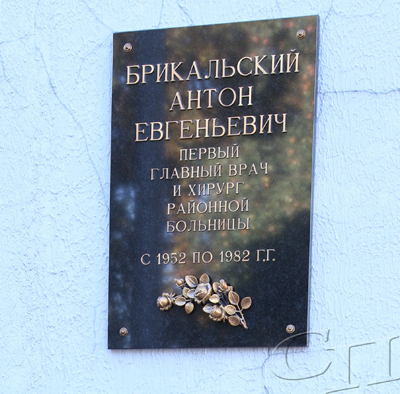 БРИКАЛЬСКИЙ
АНТОН
ЕВГЕНЬЕВИЧ
ПЕРВЫЙ
ГЛАВНЫЙ ВРАЧ
И ХИРУРГ
РАЙОННОЙ
БОЛЬНИЦЫ
С 1952 ПО 1982 Г.Г.